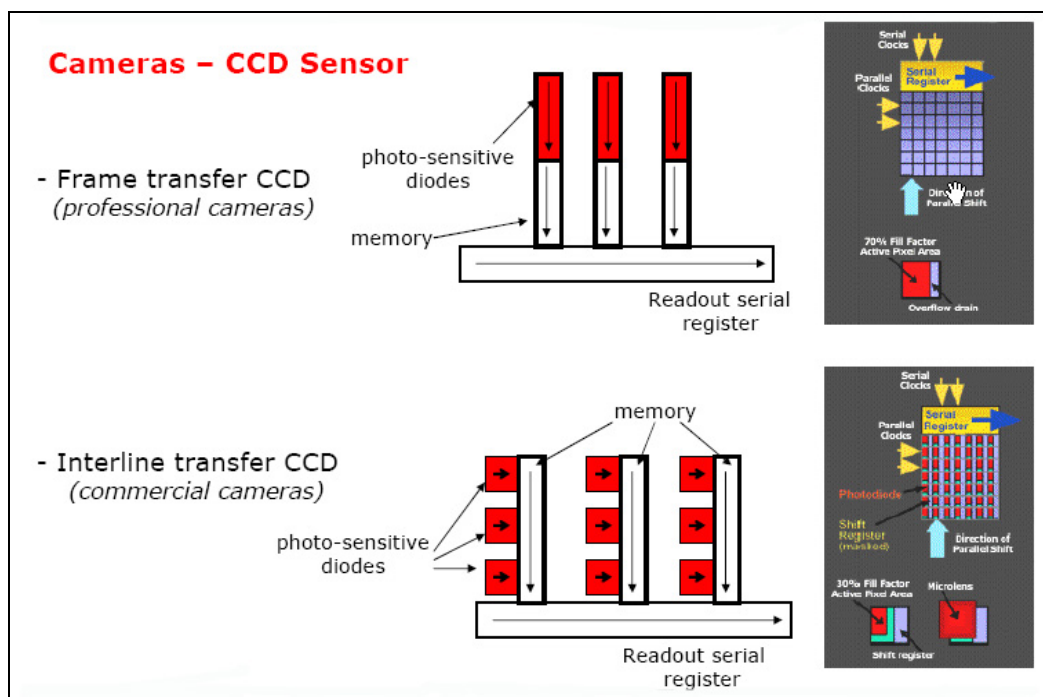 Cameras – CCD Sensor
- Frame transfer CCD
(professional cameras)
photo-sensitive
diodes
memory
Readout serial
register
Serial
Clocks
Parallel
Clocks
Serial
Register
Direction of
Parallel Shift
70% Fill Factor
Active Pixel Area
Overflow drain
- Interline transfer CCD
(commercial cameras)
memory
photo-sensitive
diodes
Readout serial
register
Serial
Clocks
Parallel
Clocks
Serial
Register
Photodiode
Shift
Register
(masked)
Direction of
Parallel Shift
30% Fill Factor
Active Pixel Area
Microlens
Shift register